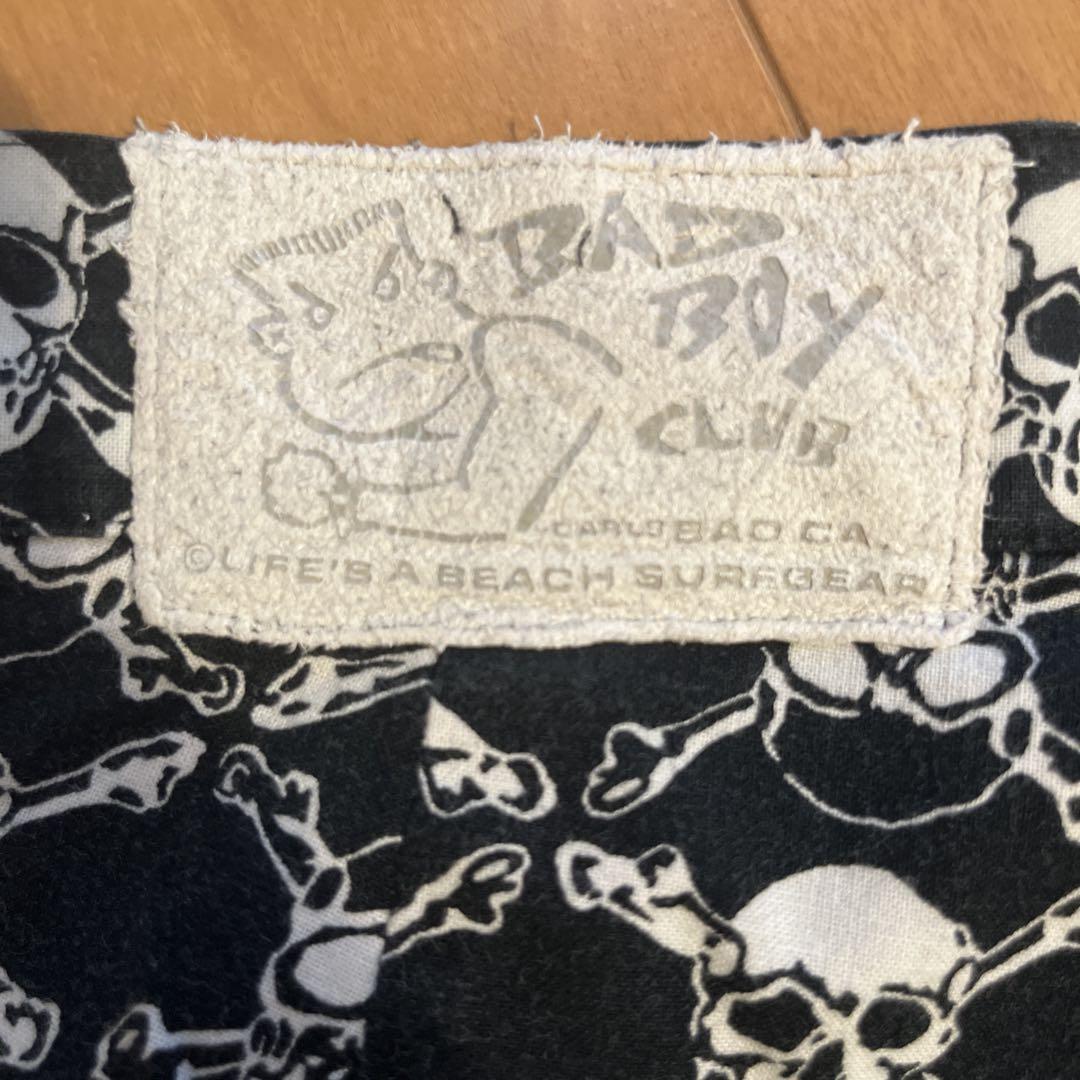 BAD
BOY
CLUB
CARLSBAD CA.
©LIFE'S A BEACH SURFGEAR